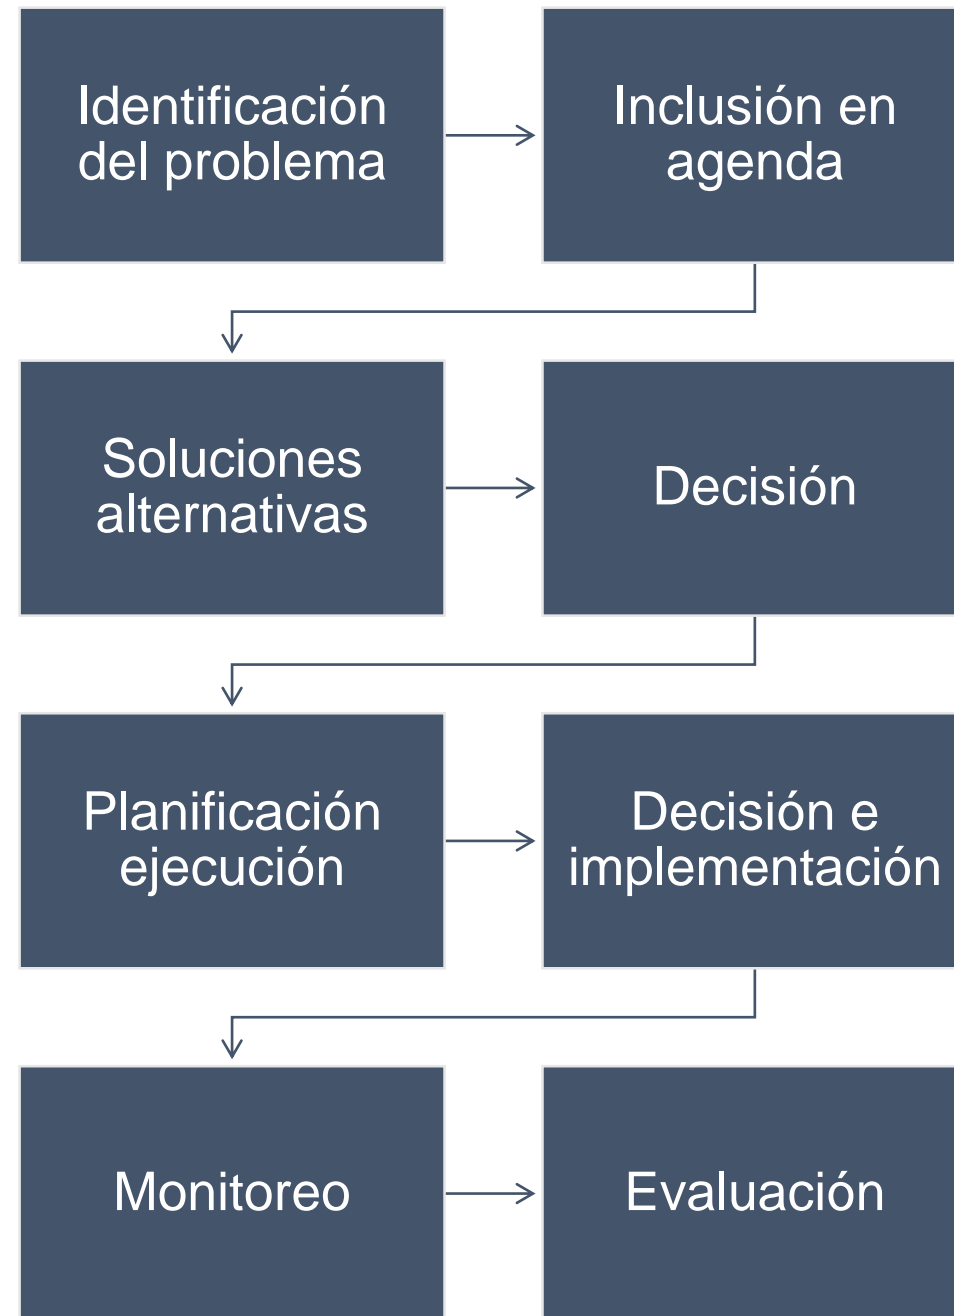 Identificación
del problema
Inclusión en
agenda
Soluciones
alternativas
Decisión
Planificación
ejecución
Decisión e
implementación
Monitoreo
Evaluación